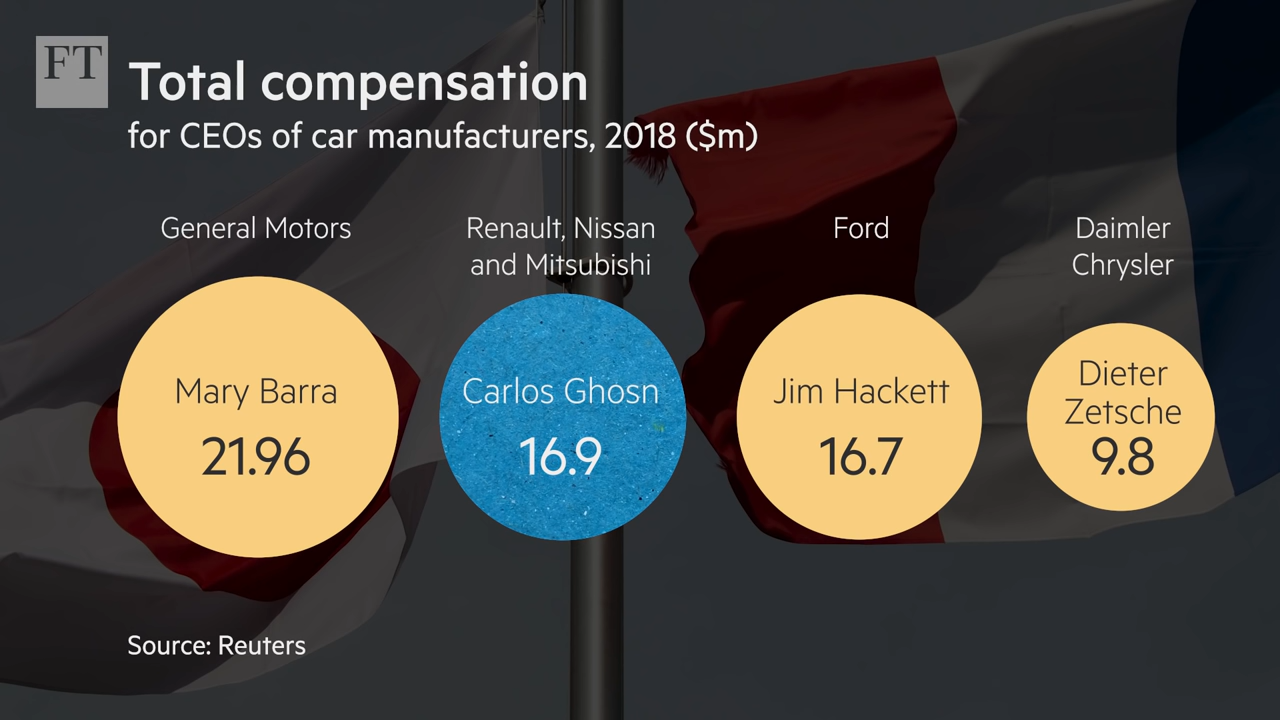 FT
Total compensation
for CEOs of car manufacturers, 2018 ($m)
General Motors
Mary Barra
21.96
Renault, Nissan
and Mitsubishi
Carlos Ghosn
16.9
Ford
Jim Hackett
16.7
Daimler
Chrysler
Dieter
Zetsche
9.8
Source: Reuters